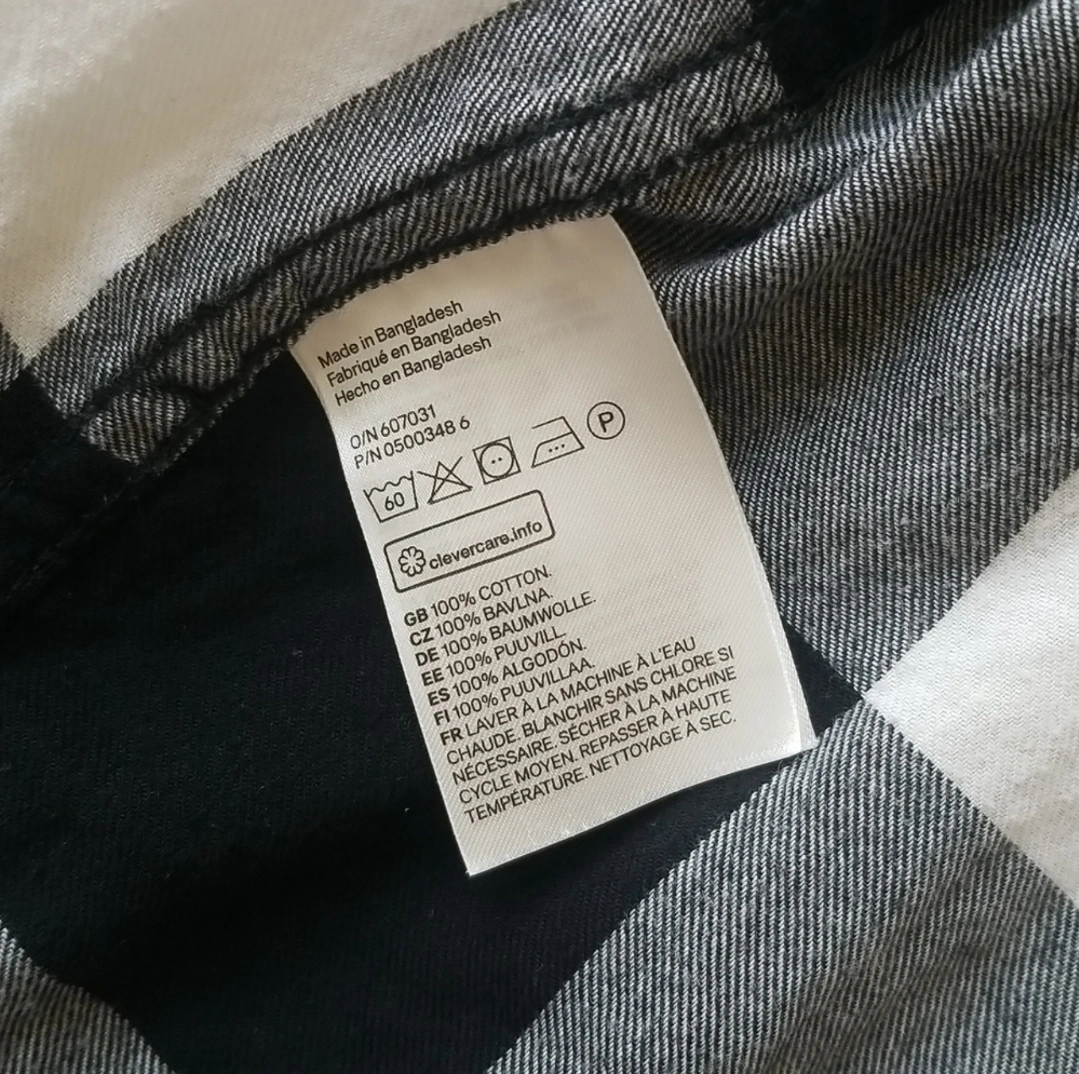 Made in Bangladesh
Fabriqué en Bangladesh
Hecho en Bangladesh
O/N 607031
P/N 0500348 6
60 P
clevercare.info
GB 100% COTTON.
CZ 100% BAVLNA.
DE 100% BAUMWOLLE.
EE 100% PUUVILL.
ES 100% ALGODÓN.
FI 100% PUUVILLAA.
FR LAVER À LA MACHINE À L'EAU
CHAUDE. BLANCHIR SANS CHLORE SI
NÉCESSAIRE. SÉCHER À LA MACHINE
CYCLE MOYEN. REPASSER À HAUTE
TEMPÉRATURE. NETTOYAGE À SEC.